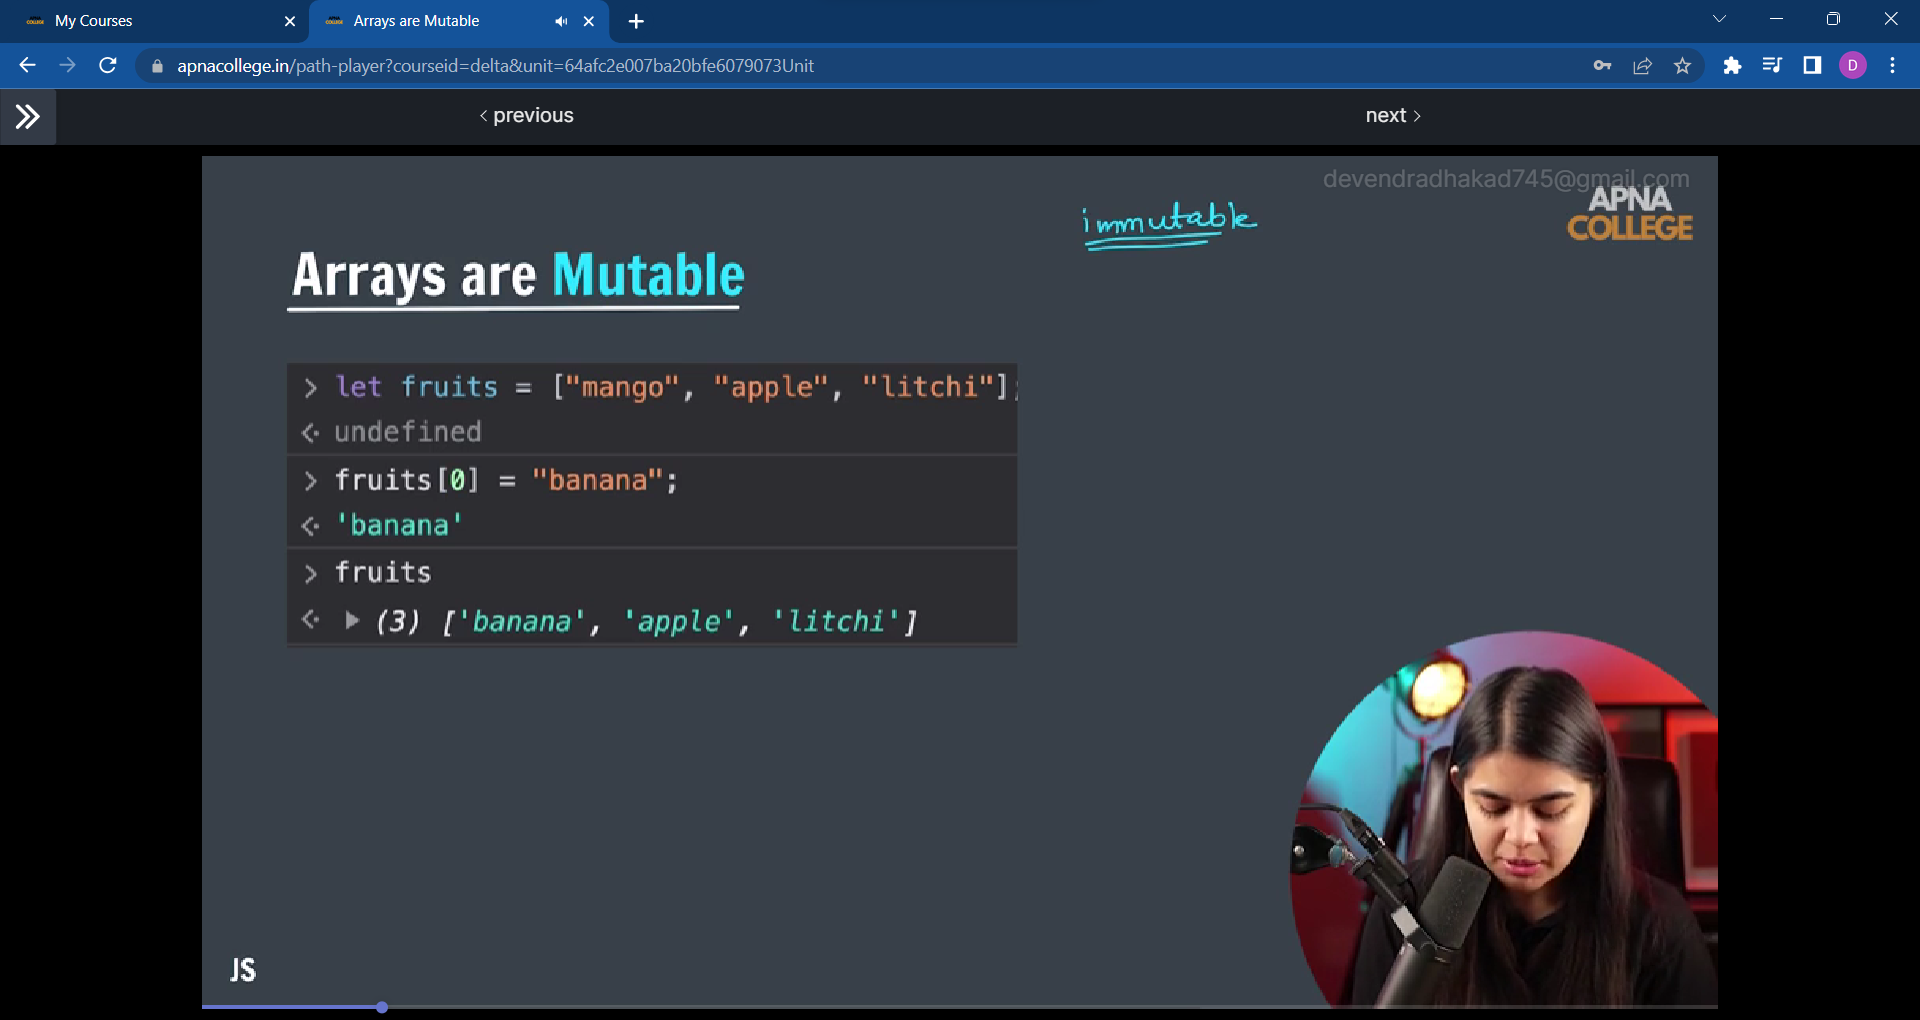 My Courses
Arrays are Mutable
apnacollege.in/path-player?courseid=delta&unit=64afc2e007ba20bfe6079073Unit
D
< previous
next >
devendradhakad745@gmail.com
APNA
COLLEGE
immutable
Arrays are Mutable
> let fruits = ["mango", "apple", "litchi"];
<· undefined
> fruits[0] = "banana";
<· 'banana'
> fruits
<· ▶ (3) ['banana', 'apple', 'litchi']
JS